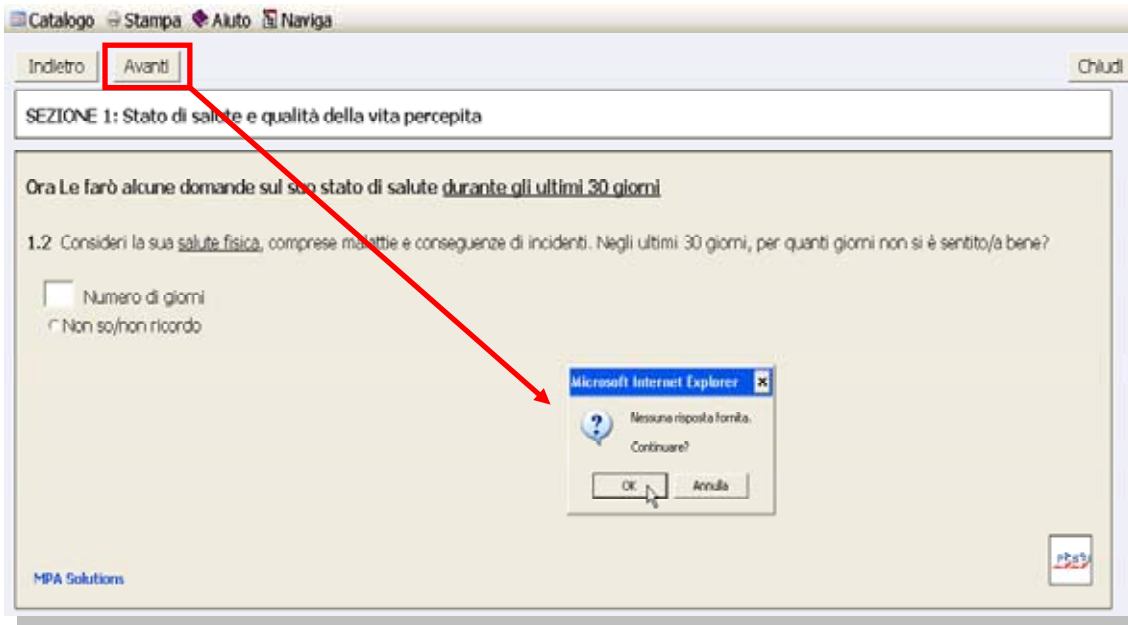 Catalogo Stampa Aiuto Naviga
Indietro Avanti Chiudi
SEZIONE 1: Stato di salute e qualità della vita percepita
Ora Le farò alcune domande sul suo stato di salute durante gli ultimi 30 giorni
1.2 Consideri la sua salute fisica, comprese malattie e conseguenze di incidenti. Negli ultimi 30 giorni, per quanti giorni non si è sentito/a bene?
Numero di giorni
Non so/non ricordo
Microsoft Internet Explorer
Nessuna risposta fornita.
Continuare?
OK Annulla
MPA Solutions